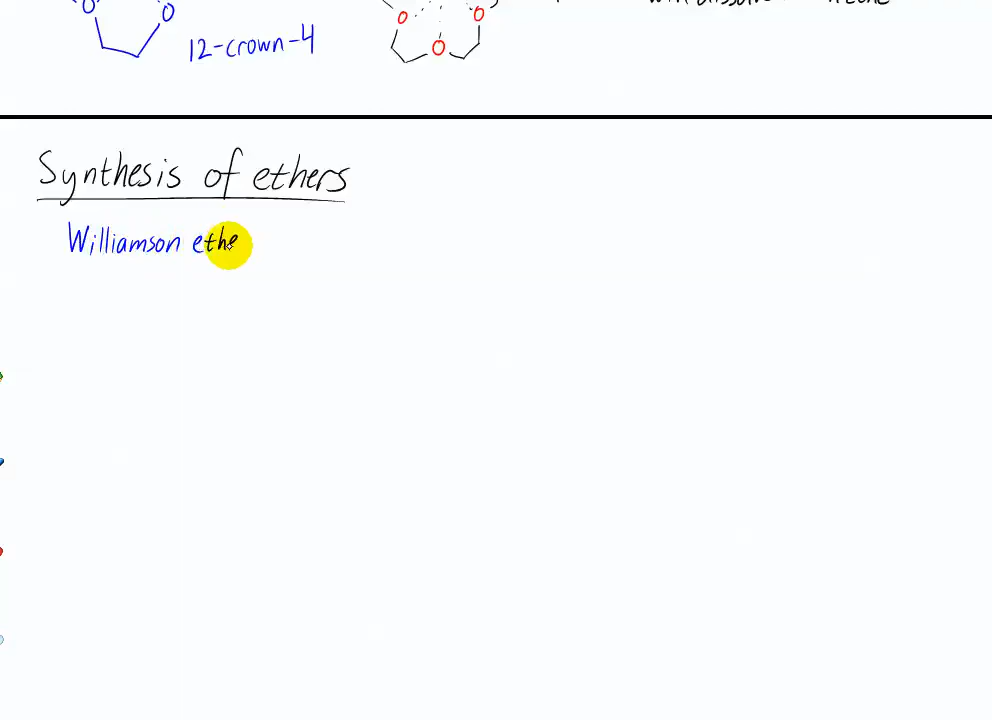 O O 12-crown-4 O O O
Synthesis of ethers
Williamson ethe